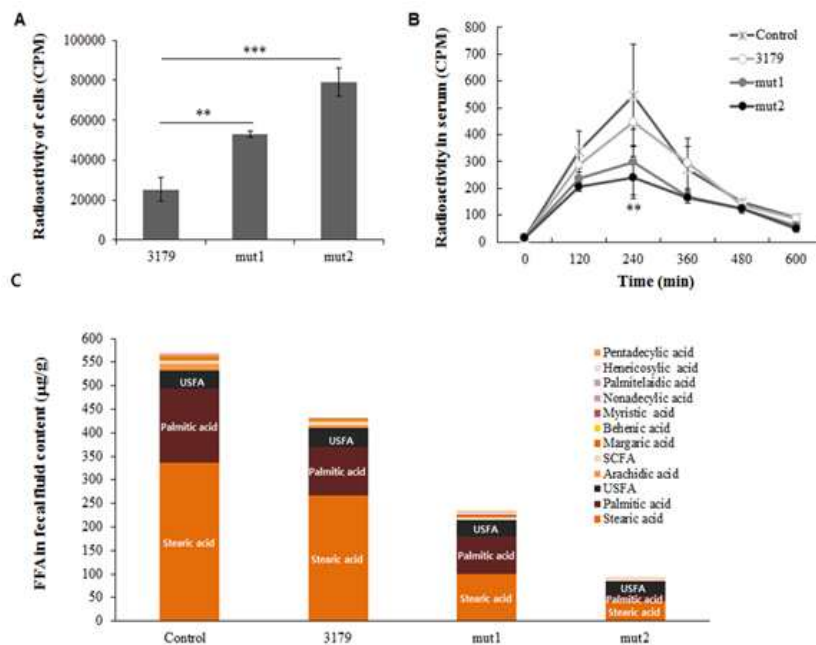 A
Radioactivity of cells (CPM)
100000
80000
60000
40000
20000
0
***
**
3179 mut1 mut2
B
Radioactivity in serum (CPM)
800
700
600
500
400
300
200
100
0
Control
3179
mut1
mut2
**
0 120 240 360 480 600
Time (min)
C
FFA in fecal fluid content (µg/g)
600
550
500
450
400
350
300
250
200
150
100
50
0
USFA
Palmitic acid
Stearic acid
USFA
Palmitic acid
Stearic acid
USFA
Palmitic acid
Stearic acid
USFA
Palmitic acid
Stearic acid
Control 3179 mut1 mut2
Pentadecylic acid
Heneicosylic acid
Palmitelaidic acid
Nonadecylic acid
Myristic acid
Behenic acid
Margaric acid
SCFA
Arachidic acid
USFA
Palmitic acid
Stearic acid